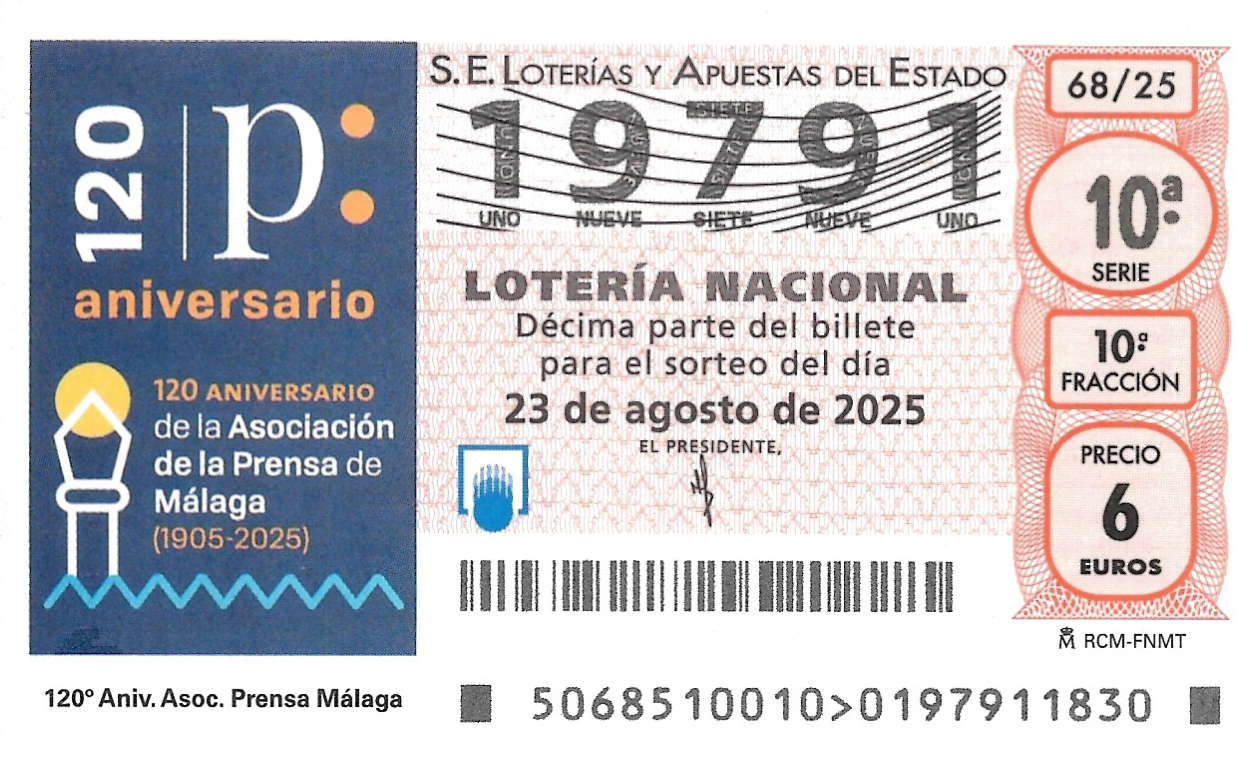 120 p:
aniversario
120 ANIVERSARIO
de la Asociación
de la Prensa de
Málaga
(1905-2025)
120º Aniv. Asoc. Prensa Málaga
S. E. LOTERÍAS Y APUESTAS DEL ESTADO
19791
UNO NUEVE SIETE NUEVE UNO
LOTERÍA NACIONAL
Décima parte del billete
para el sorteo del día
23 de agosto de 2025
EL PRESIDENTE,
68/25
10ª
SERIE
10ª
FRACCIÓN
PRECIO
6
EUROS
RCM-FNMT
5068510010>0197911830